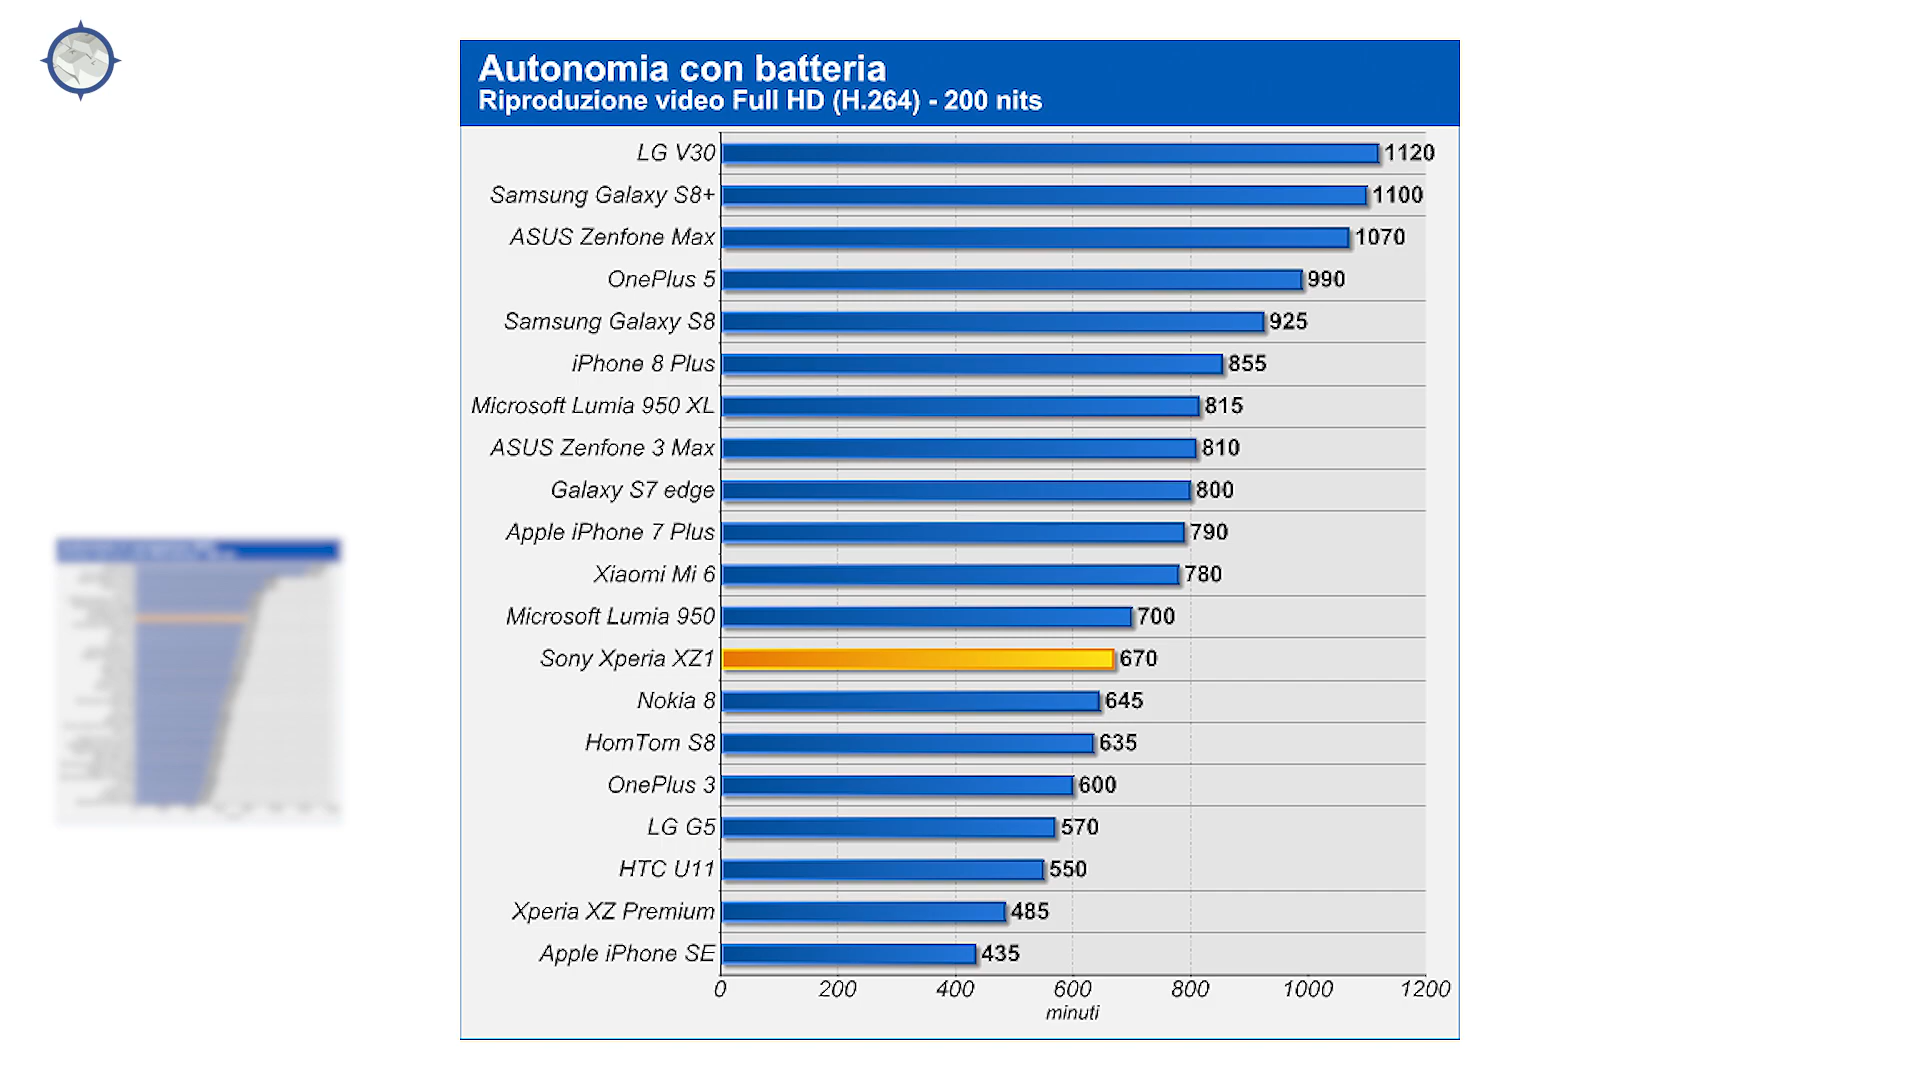 Autonomia con batteria
Riproduzione video Full HD (H.264) - 200 nits
LG V30 1120
Samsung Galaxy S8+ 1100
ASUS Zenfone Max 1070
OnePlus 5 990
Samsung Galaxy S8 925
iPhone 8 Plus 855
Microsoft Lumia 950 XL 815
ASUS Zenfone 3 Max 810
Galaxy S7 edge 800
Apple iPhone 7 Plus 790
Xiaomi Mi 6 780
Microsoft Lumia 950 700
Sony Xperia XZ1 670
Nokia 8 645
HomTom S8 635
OnePlus 3 600
LG G5 570
HTC U11 550
Xperia XZ Premium 485
Apple iPhone SE 435
0 200 400 600 800 1000 1200
minuti